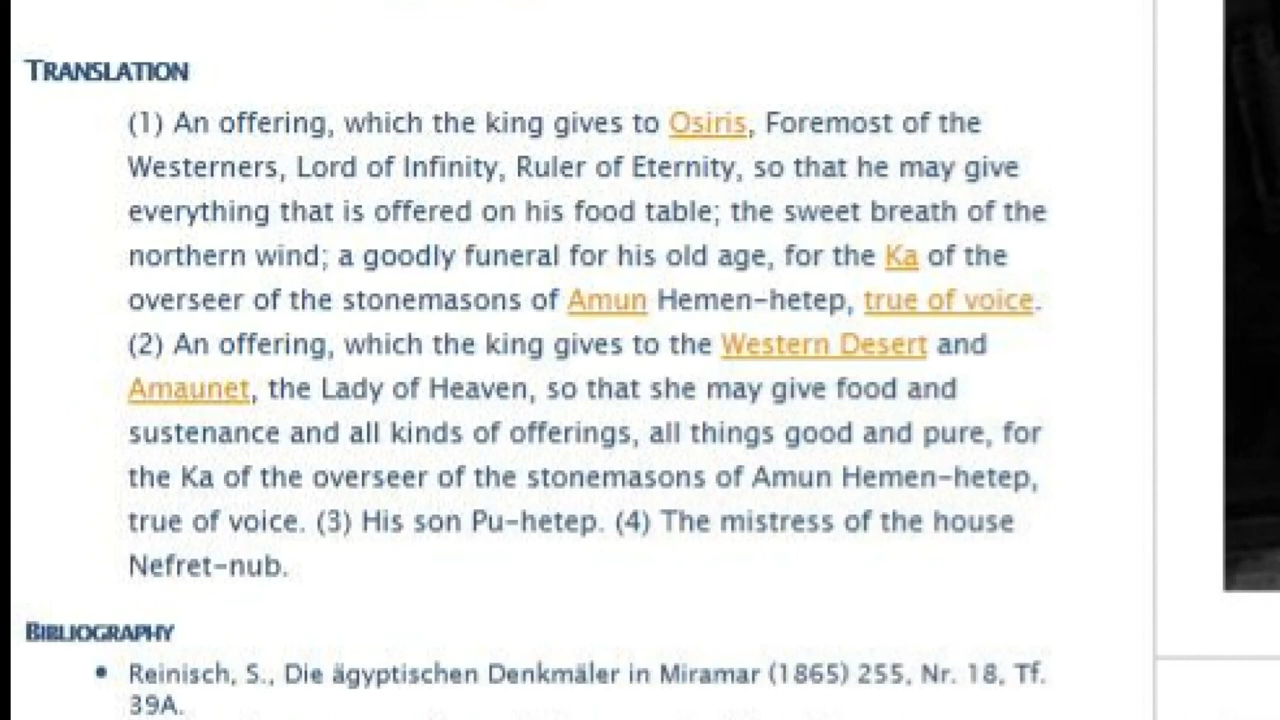 TRANSLATION
(1) An offering, which the king gives to Osiris, Foremost of the
Westerners, Lord of Infinity, Ruler of Eternity, so that he may give
everything that is offered on his food table; the sweet breath of the
northern wind; a goodly funeral for his old age, for the Ka of the
overseer of the stonemasons of Amun Hemen-hetep, true of voice.
(2) An offering, which the king gives to the Western Desert and
Amaunet, the Lady of Heaven, so that she may give food and
sustenance and all kinds of offerings, all things good and pure, for
the Ka of the overseer of the stonemasons of Amun Hemen-hetep,
true of voice. (3) His son Pu-hetep. (4) The mistress of the house
Nefret-nub.
BIBLIOGRAPHY
• Reinisch, S., Die ägyptischen Denkmäler in Miramar (1865) 255, Nr. 18, Tf.
39A.